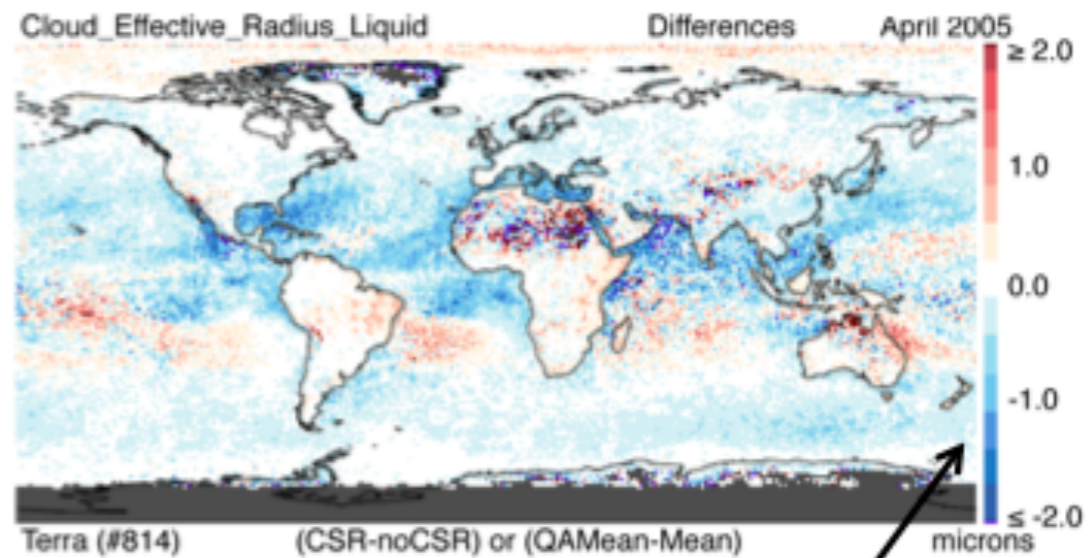 Cloud_Effective_Radius_Liquid Differences April 2005
≥ 2.0
1.0
0.0
-1.0
≤ -2.0
Terra (#814) (CSR-noCSR) or (QAMean-Mean) microns